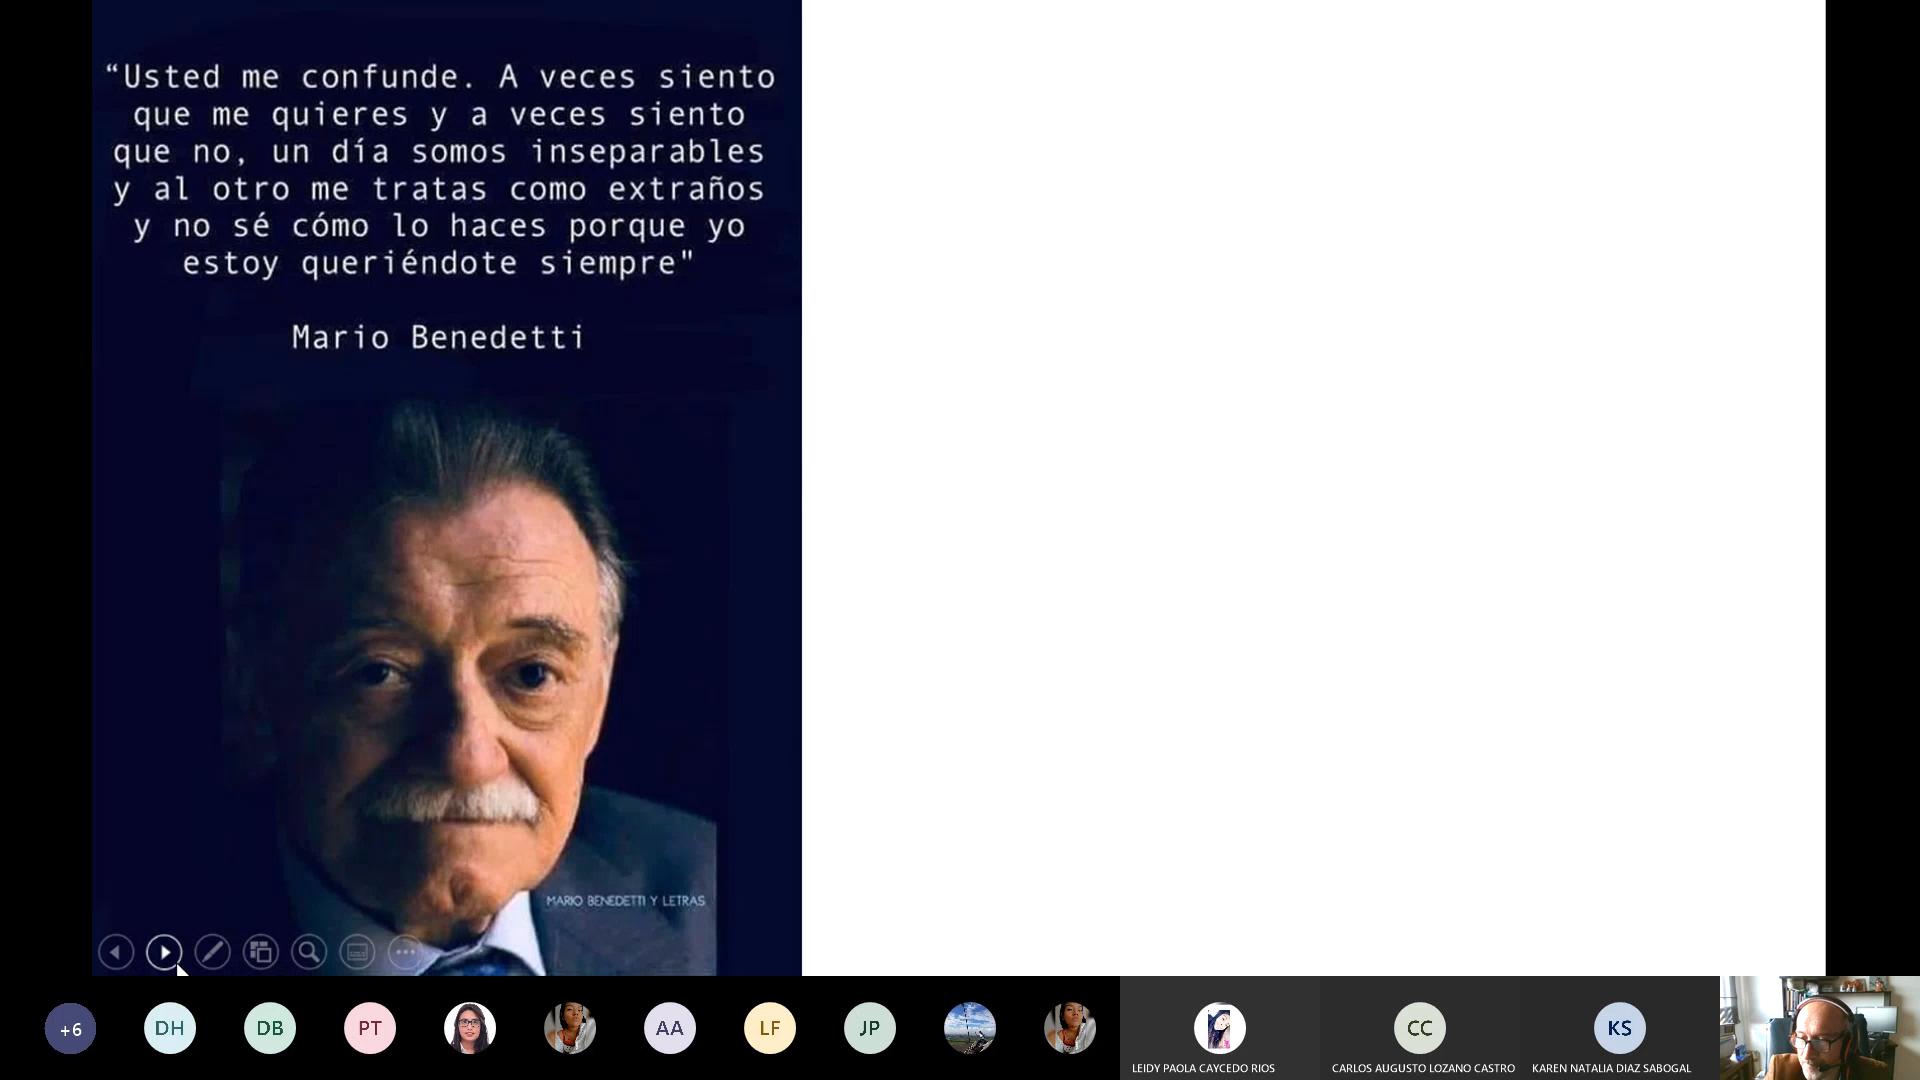 “Usted me confunde. A veces siento
que me quieres y a veces siento
que no, un día somos inseparables
y al otro me tratas como extraños
y no sé cómo lo haces porque yo
estoy queriéndote siempre"
Mario Benedetti
MARIO BENEDETTI Y LETRAS
+6
DH
DB
PT
AA
LF
JP
CC
KS
LEIDY PAOLA CAYCEDO RIOS
CARLOS AUGUSTO LOZANO CASTRO
KAREN NATALIA DIAZ SABOGAL